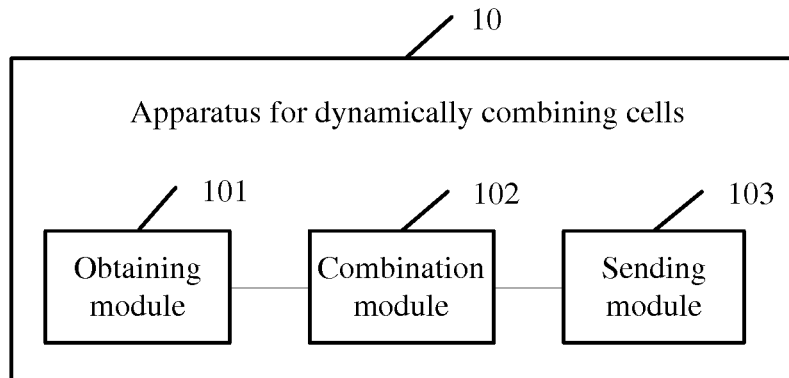 10
Apparatus for dynamically combining cells
101
102
103
Obtaining
module
Combination
module
Sending
module